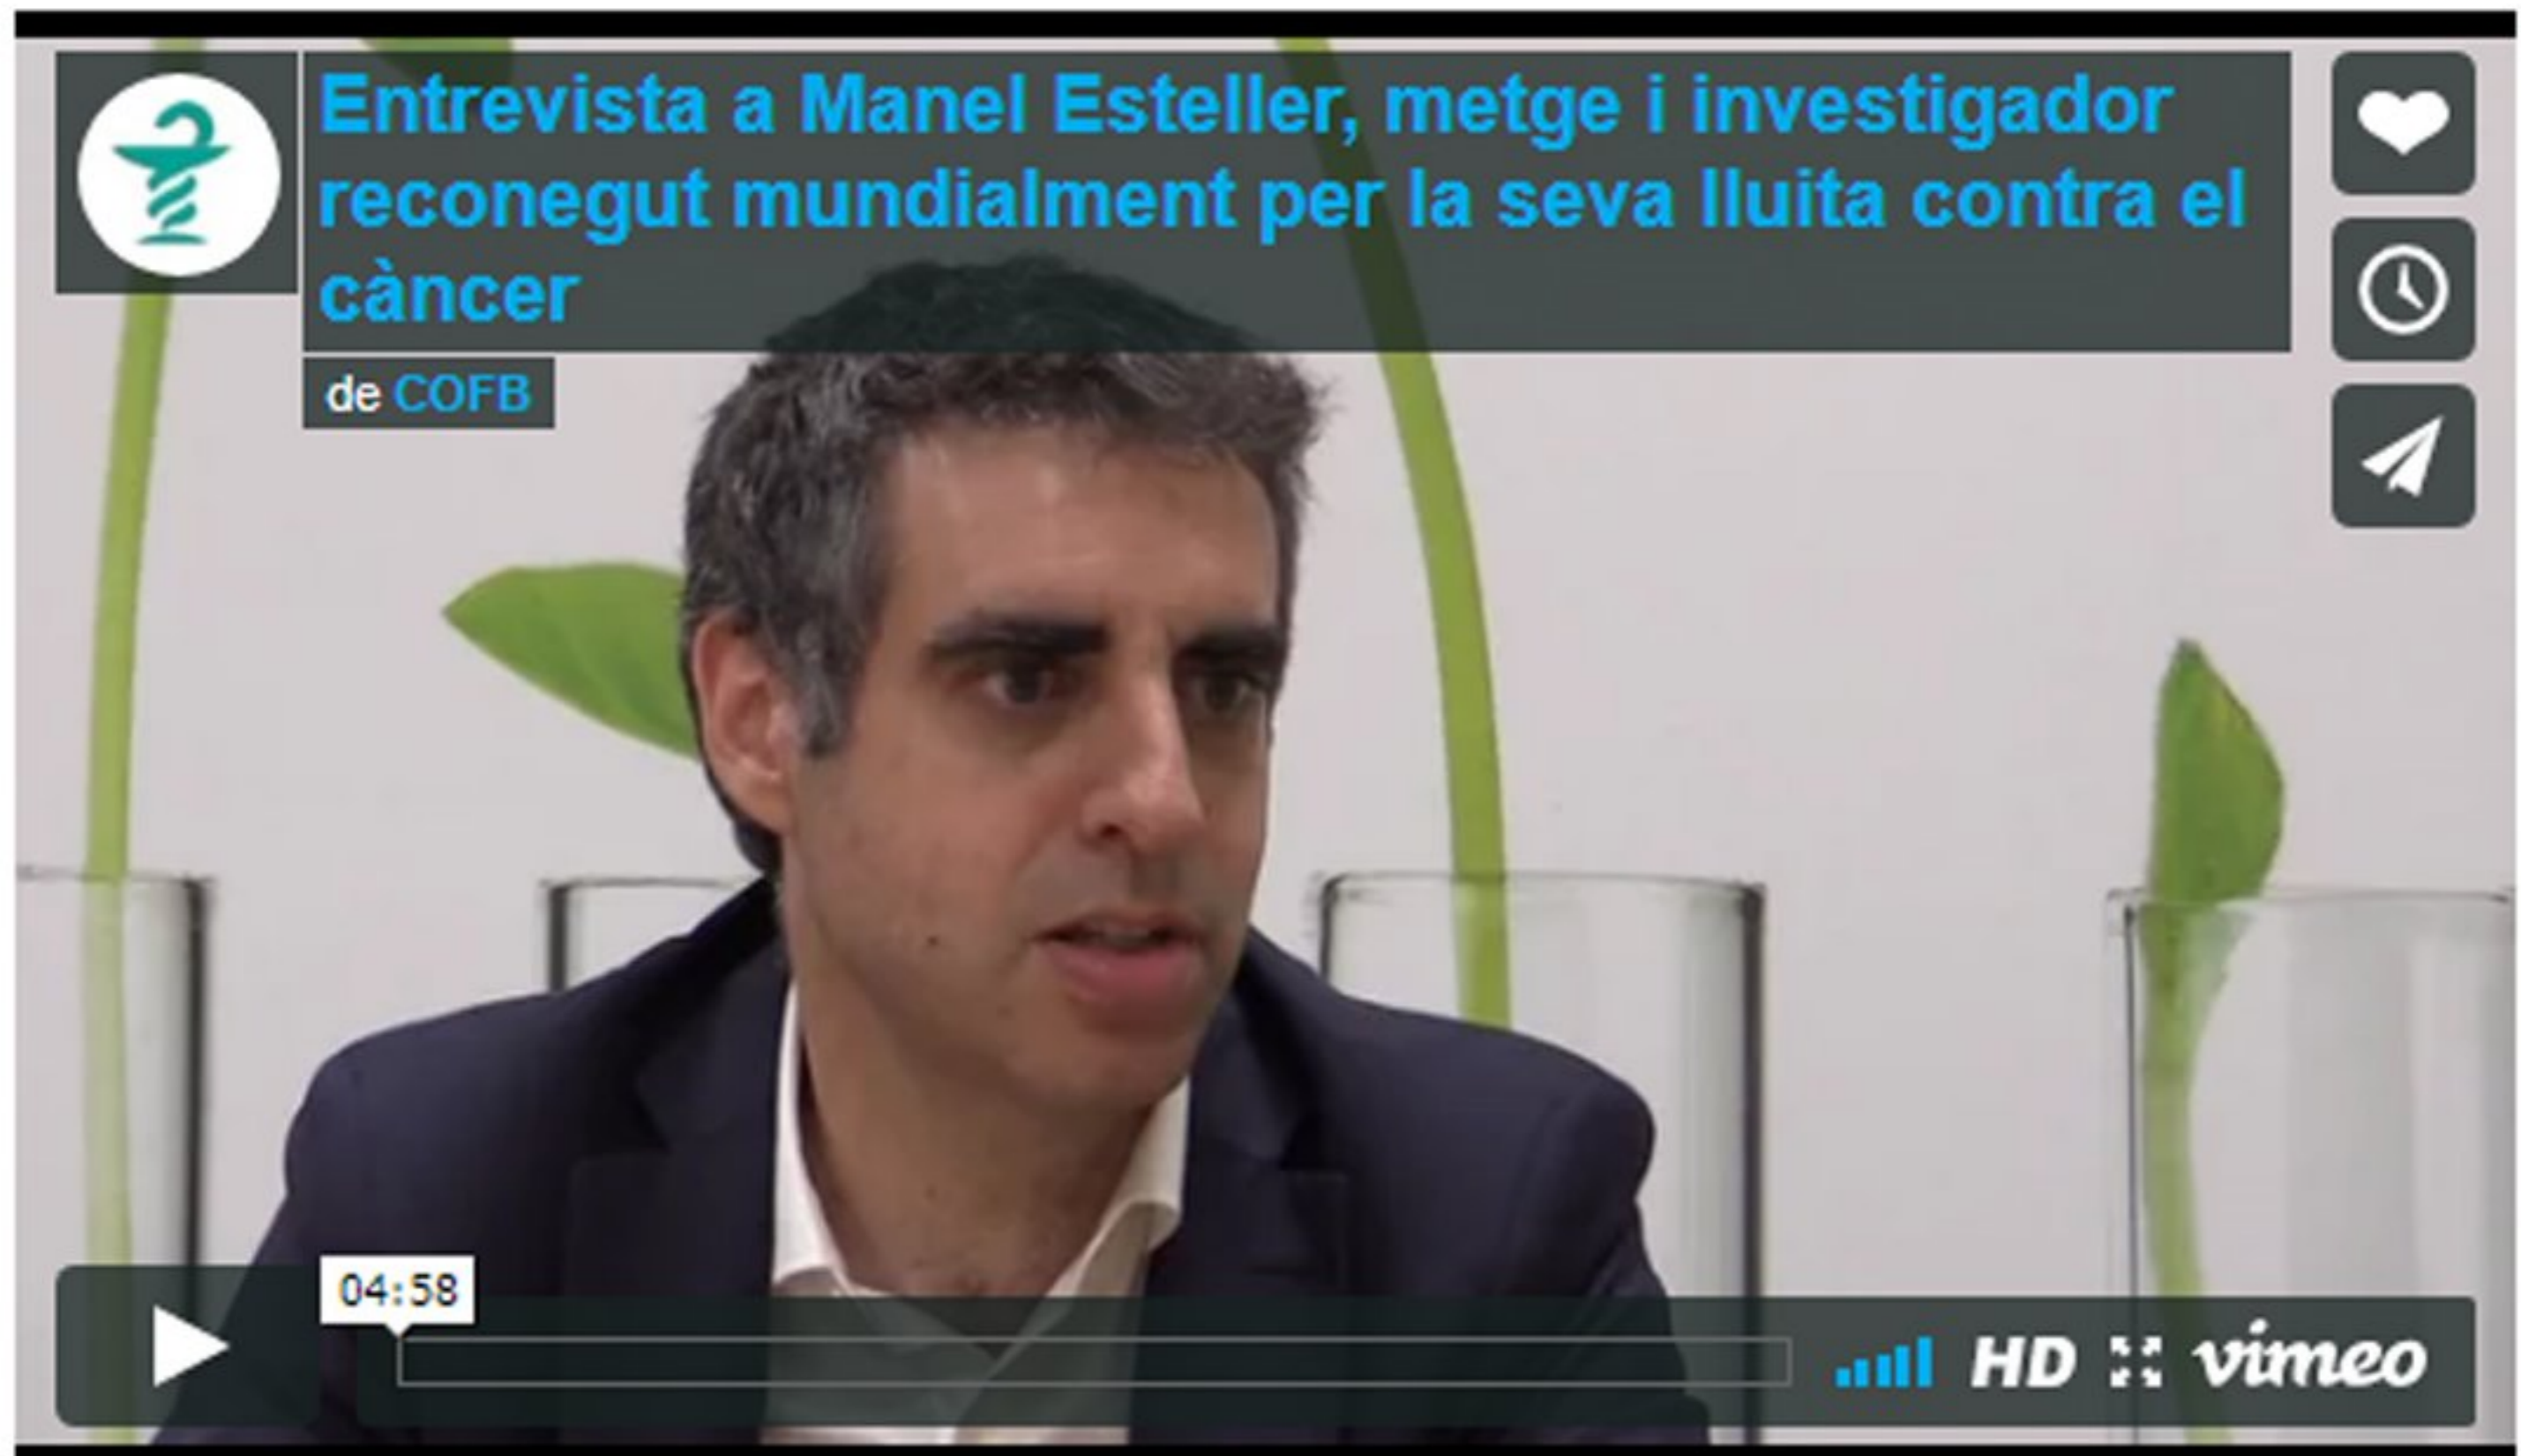 Entrevista a Manel Esteller, metge i investigador
reconegut mundialment per la seva lluita contra el
càncer
de COFB
04:58
HD vimeo